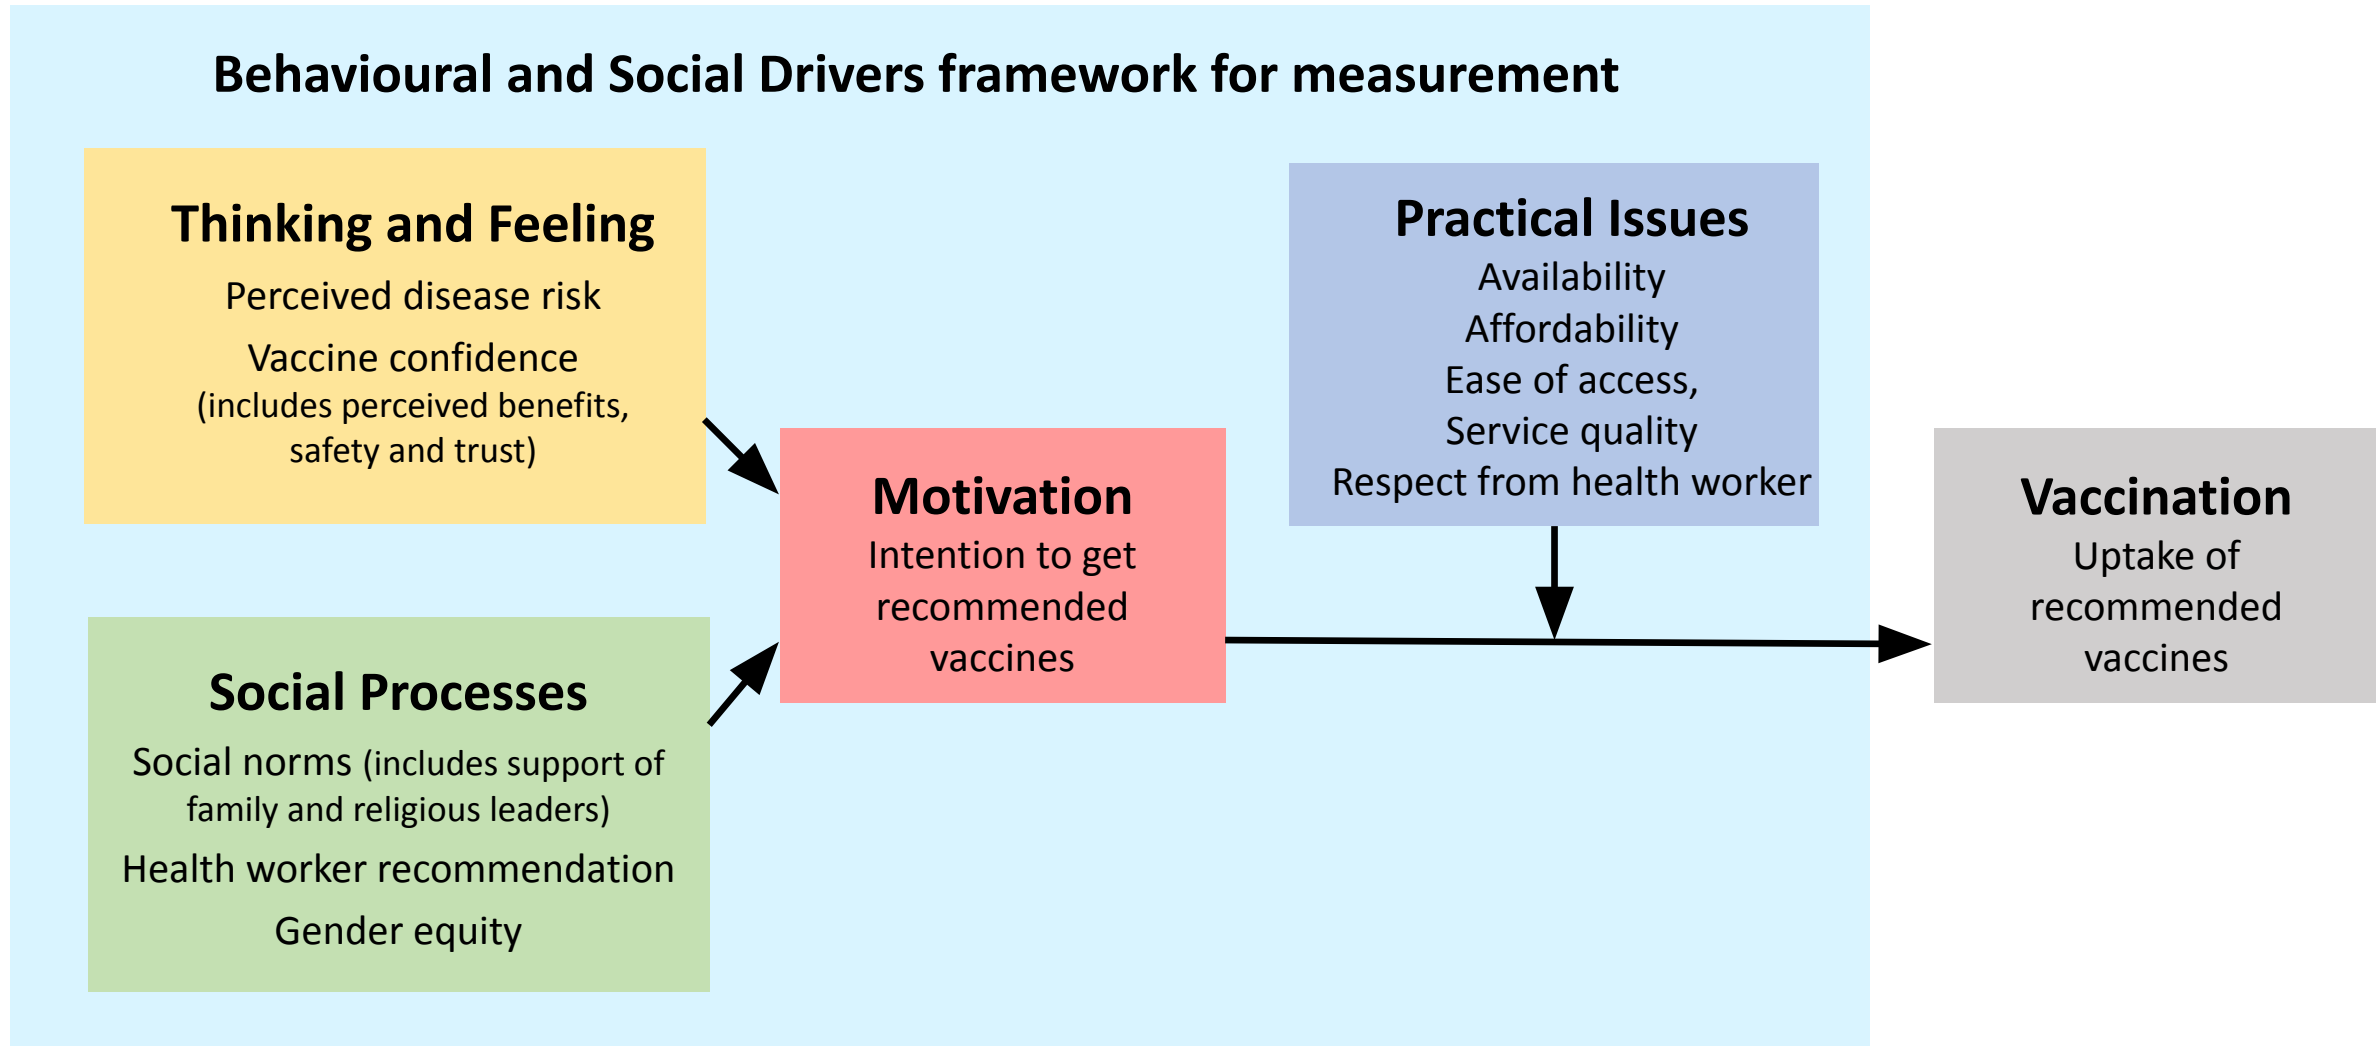 Behavioural and Social Drivers framework for measurement
Thinking and Feeling
Perceived disease risk
Vaccine confidence
(includes perceived benefits,
safety and trust)
Social Processes
Social norms (includes support of
family and religious leaders)
Health worker recommendation
Gender equity
Motivation
Intention to get
recommended
vaccines
Practical Issues
Availability
Affordability
Ease of access,
Service quality
Respect from health worker
Vaccination
Uptake of
recommended
vaccines